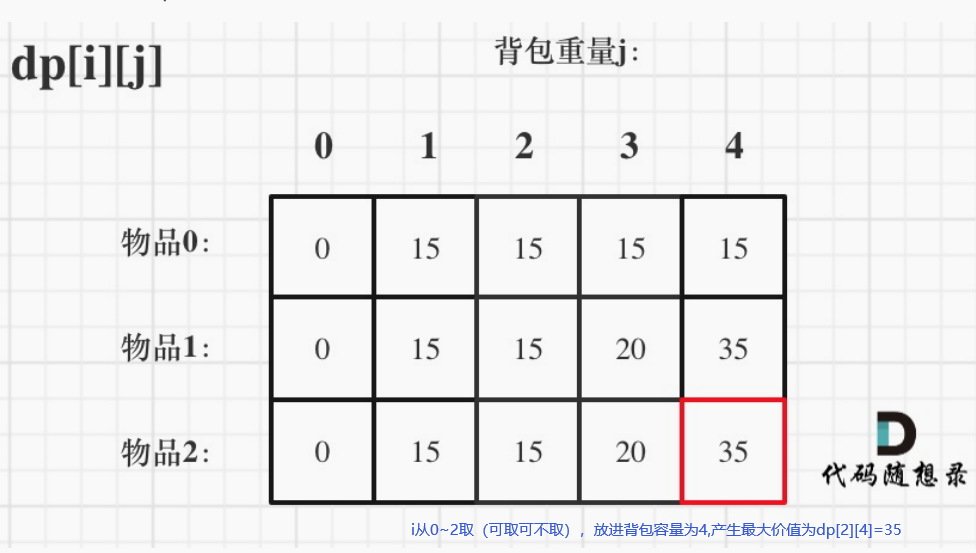 dp[i][j]
背包重量j:
0 1 2 3 4
物品0: 0 15 15 15 15
物品1: 0 15 15 20 35
物品2: 0 15 15 20 35
代码随想录
i从0~2取（可取可不取），放进背包容量为4,产生最大价值为dp[2][4]=35